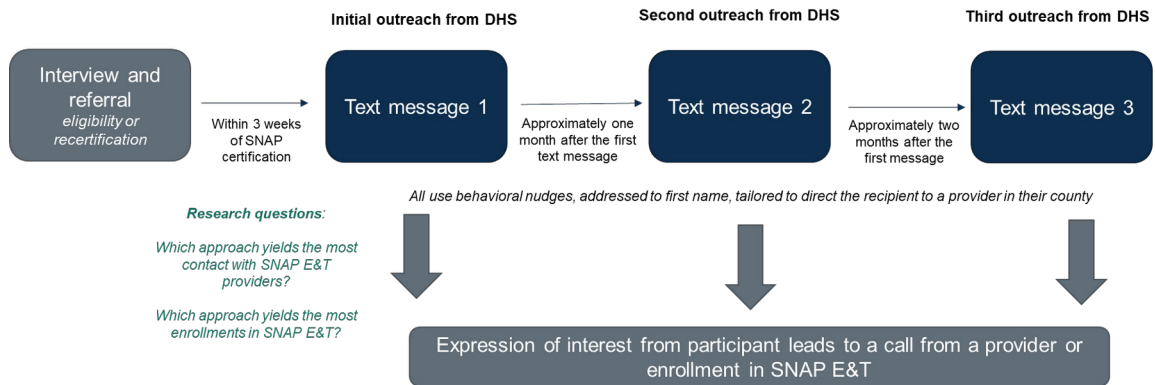 Initial outreach from DHS
Second outreach from DHS
Third outreach from DHS
Interview and
referral
eligibility or
recertification
Within 3 weeks
of SNAP
certification
Text message 1
Approximately one
month after the first
text message
Text message 2
Approximately two
months after the
first message
Text message 3
All use behavioral nudges, addressed to first name, tailored to direct the recipient to a provider in their county
Research questions:
Which approach yields the most
contact with SNAP E&T
providers?
Which approach yields the most
enrollments in SNAP E&T?
Expression of interest from participant leads to a call from a provider or
enrollment in SNAP E&T